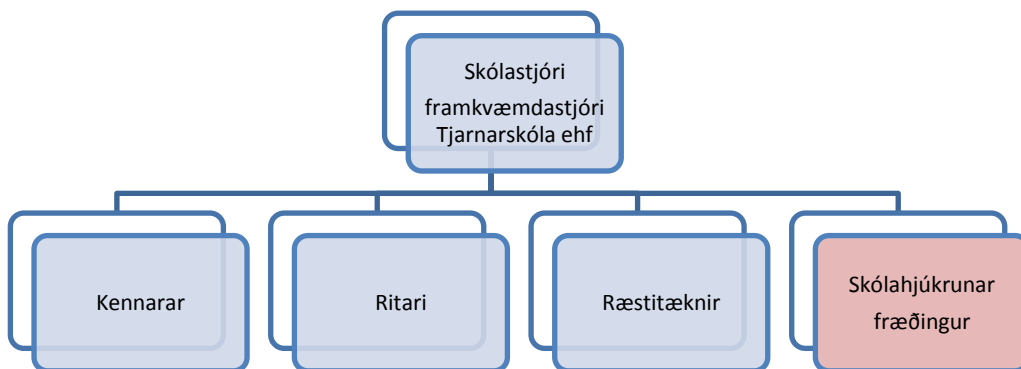 Skólastjóri
framkvæmdastjóri
Tjarnarskóla ehf
Kennarar
Ritari
Ræstitæknir
Skólahjúkrunar
fræðingur